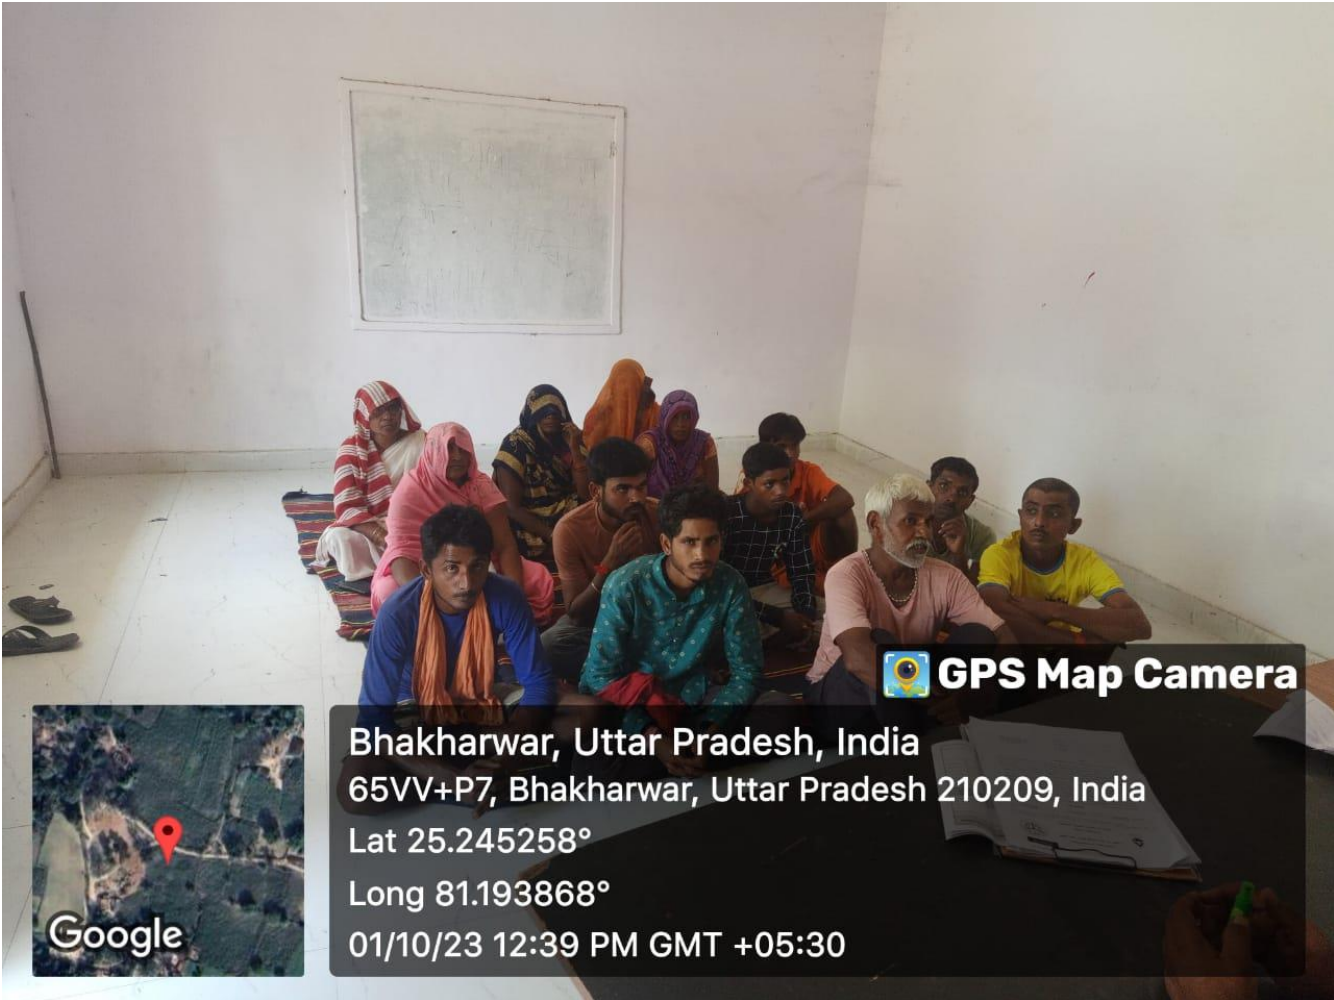 GPS Map Camera
Bhakharwar, Uttar Pradesh, India
65VV+P7, Bhakharwar, Uttar Pradesh 210209, India
Lat 25.245258°
Long 81.193868°
01/10/23 12:39 PM GMT +05:30
Google